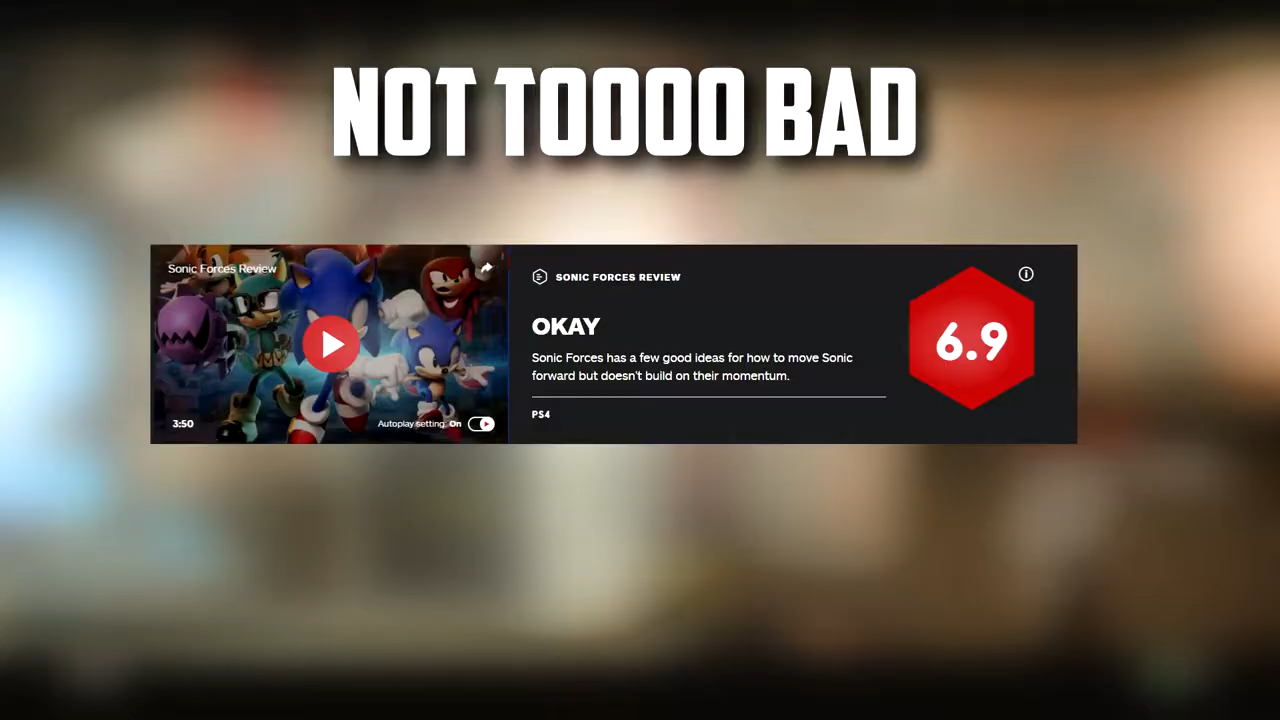 NOT TOOOO BAD
Sonic Forces Review
3:50
Autoplay setting: On
SONIC FORCES REVIEW
OKAY
Sonic Forces has a few good ideas for how to move Sonic
forward but doesn't build on their momentum.
PS4
6.9